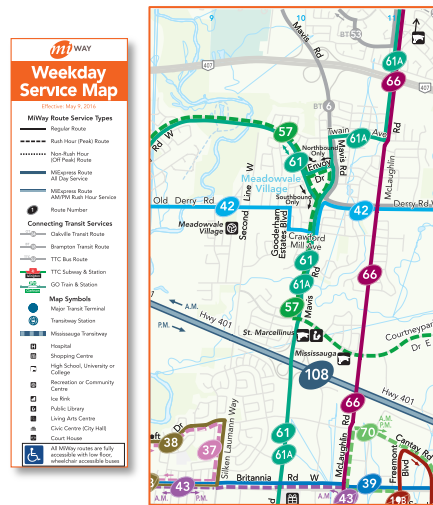 mi WAY
Weekday
Service Map
Effective: May 9, 2016
MiWay Route Service Types
Regular Route
Rush Hour (Peak) Route
Non-Rush Hour
(Off Peak) Route
MiExpress Route
All Day Service
MiExpress Route
AM/PM Rush Hour Service
1 Route Number
Connecting Transit Services
Oakville Transit Route
Brampton Transit Route
TTC Bus Route
TTC Subway & Station
GO Train & Station
Map Symbols
Major Transit Terminal
Transitway Station
Mississauga Transitway
H Hospital
Shopping Centre
High School, University or
College
Recreation or Community
Centre
Ice Rink
Public Library
Living Arts Centre
Civic Centre (City Hall)
Court House
All MiWay routes are fully
accessible with low floor,
wheelchair accessible buses
9
10
11
Mavis
Rd
BT
53
61A
407
66
407
BT
6
Rd W
57
Twain Ave
61A
Rd
Northbound
Only
Envoy
Dr
61
Mavis Rd
McLaughlin
Meadowvale
Village
Southbound
Only
Old Derry Rd
42
Second Line W
42
Derry Rd W
Meadowvale
Village
Gooderham
Estates Blvd
Crawford
Mill Ave
61
61A
66
Mavis Rd
57
A.M.
P.M.
Hwy 401
St. Marcellinus
Courtneypar
Dr E
Mississauga
108
Hwy 401
66
Silken Laumann Way
Dr
38
37
61
61A
McLaughlin Rd
A.M.
P.M.
70
Cantay Rd
Fremont
Blvd
43
A.M.
P.M.
Britannia Rd W
39
A.M.
43